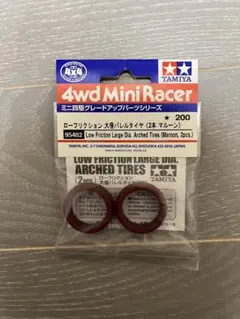 4X4
4wd Mini Racer
TAMIYA
ミニ四駆グレードアップパーツシリーズ
★ 200
ローフリクション 大径バレルタイヤ (2本 マルーン)
95482
Low Friction Large Dia. Arched Tires (Maroon, 2pcs.)
LOW FRICTION LARGE DIA.
ARCHED TIRES
ローフリクション
大径バレルタイヤ
TAMIYA